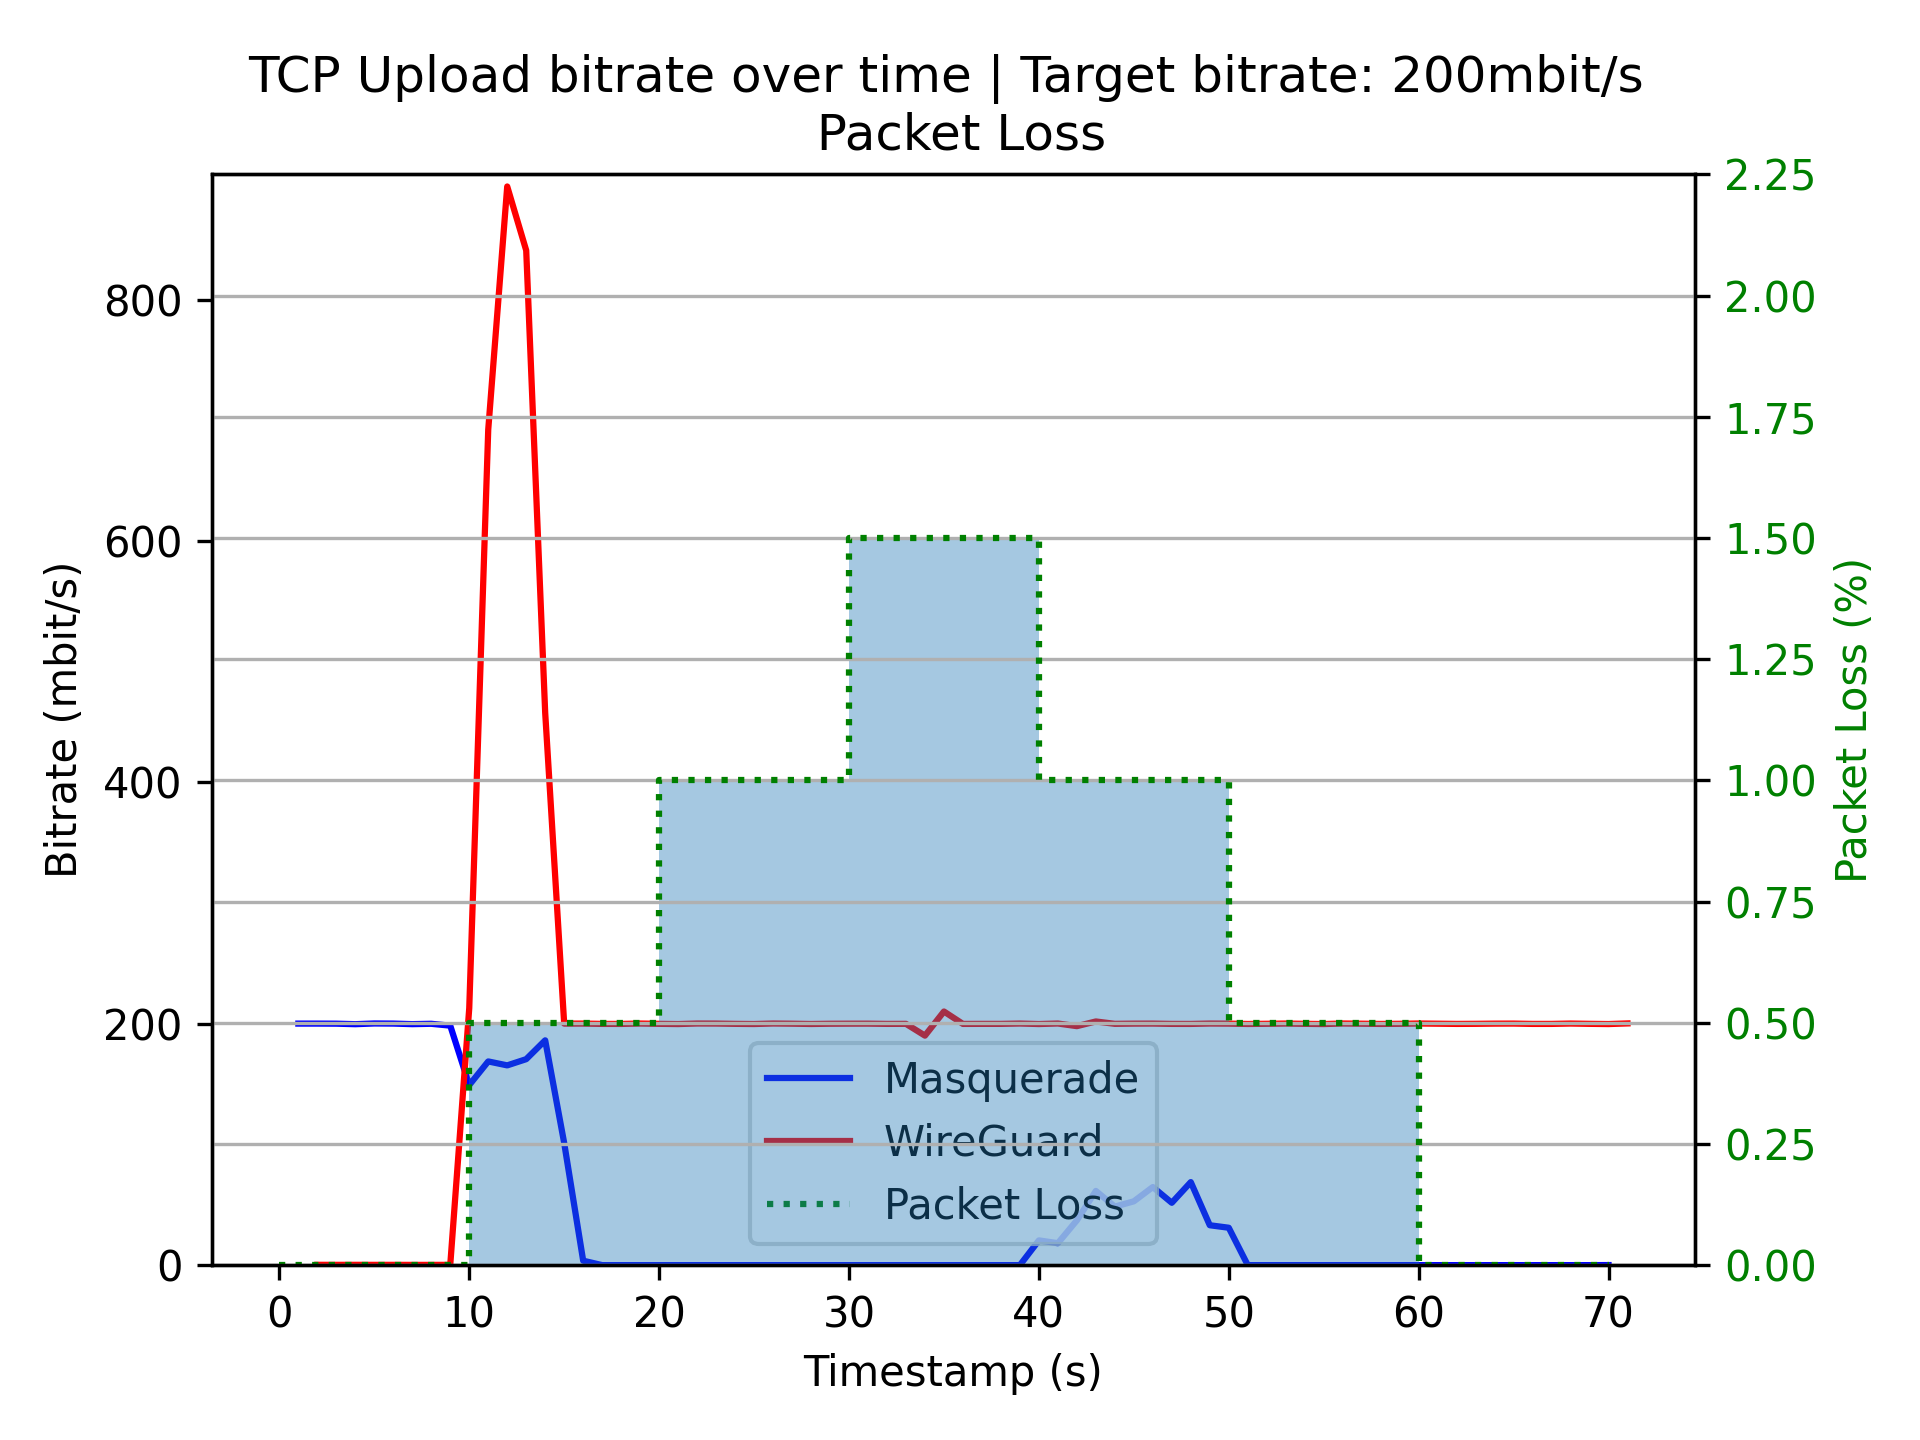 TCP Upload bitrate over time | Target bitrate: 200mbit/s
Packet Loss
Bitrate (mbit/s)
800
600
400
200
0
2.25
2.00
1.75
1.50
1.25
1.00
0.75
0.50
0.25
0.00
Packet Loss (%)
Masquerade
WireGuard
Packet Loss
0 10 20 30 40 50 60 70
Timestamp (s)